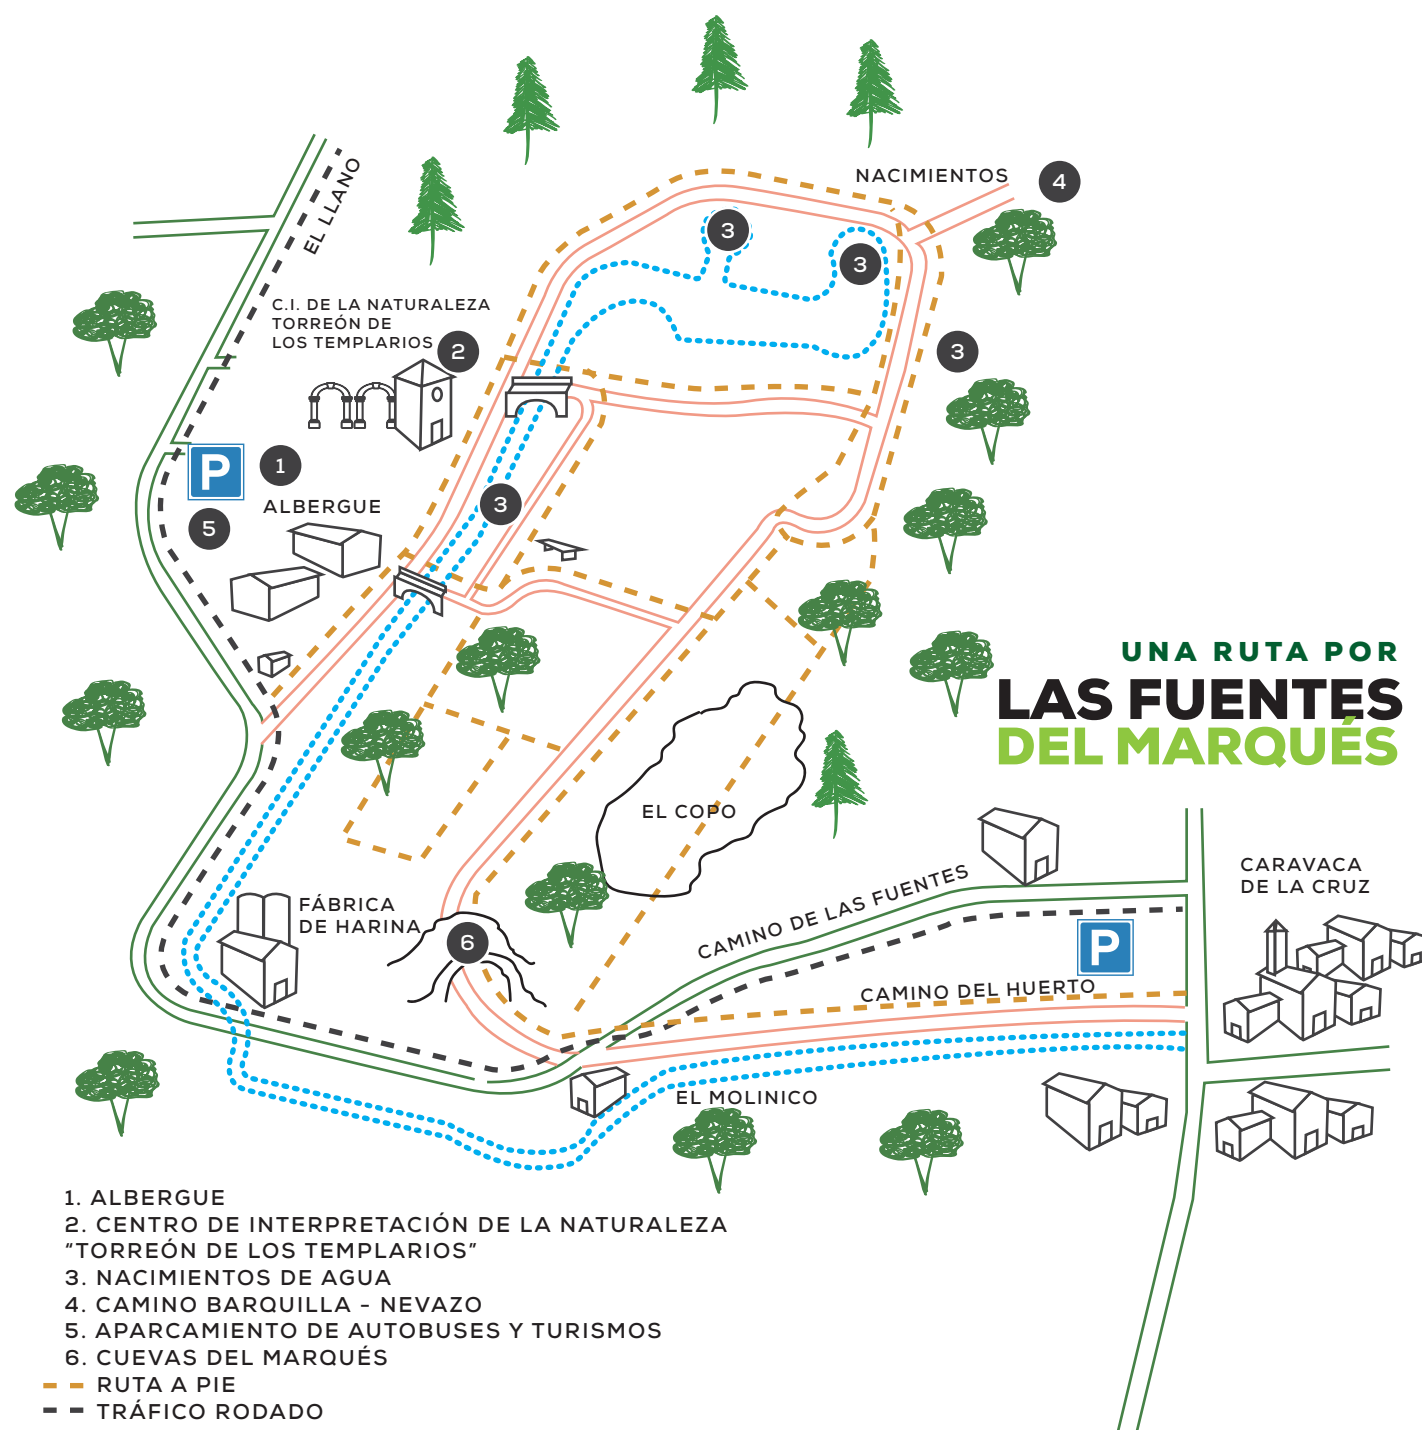 NACIMIENTOS
4
EL LLANO
3
3
C.I. DE LA NATURALEZA
TORREÓN DE
LOS TEMPLARIOS
2
3
P
1
5
ALBERGUE
3
UNA RUTA POR
LAS FUENTES
DEL MARQUÉS
EL COPO
CARAVACA
DE LA CRUZ
FÁBRICA
DE HARINA
6
CAMINO DE LAS FUENTES
P
CAMINO DEL HUERTO
EL MOLINICO
1. ALBERGUE
2. CENTRO DE INTERPRETACIÓN DE LA NATURALEZA
"TORREÓN DE LOS TEMPLARIOS"
3. NACIMIENTOS DE AGUA
4. CAMINO BARQUILLA - NEVAZO
5. APARCAMIENTO DE AUTOBUSES Y TURISMOS
6. CUEVAS DEL MARQUÉS
RUTA A PIE
TRÁFICO RODADO